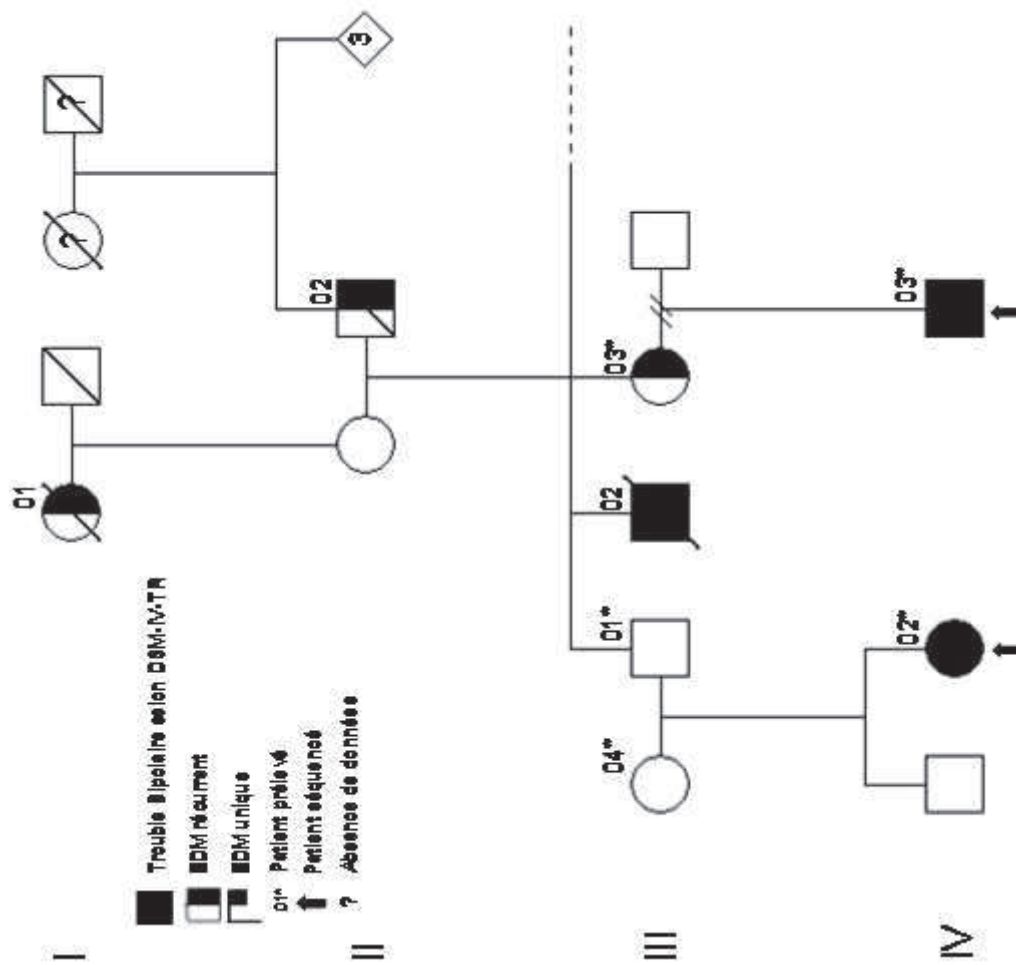 I
?
?
01
02
3
II
III
01*
02
03*
04*
IV
02*
03*
Trouble Bipolaire selon DSM-IV-TR
EDM récurrent
EDM unique
01* Patient prélevé
Patient séquencé
? Absence de données